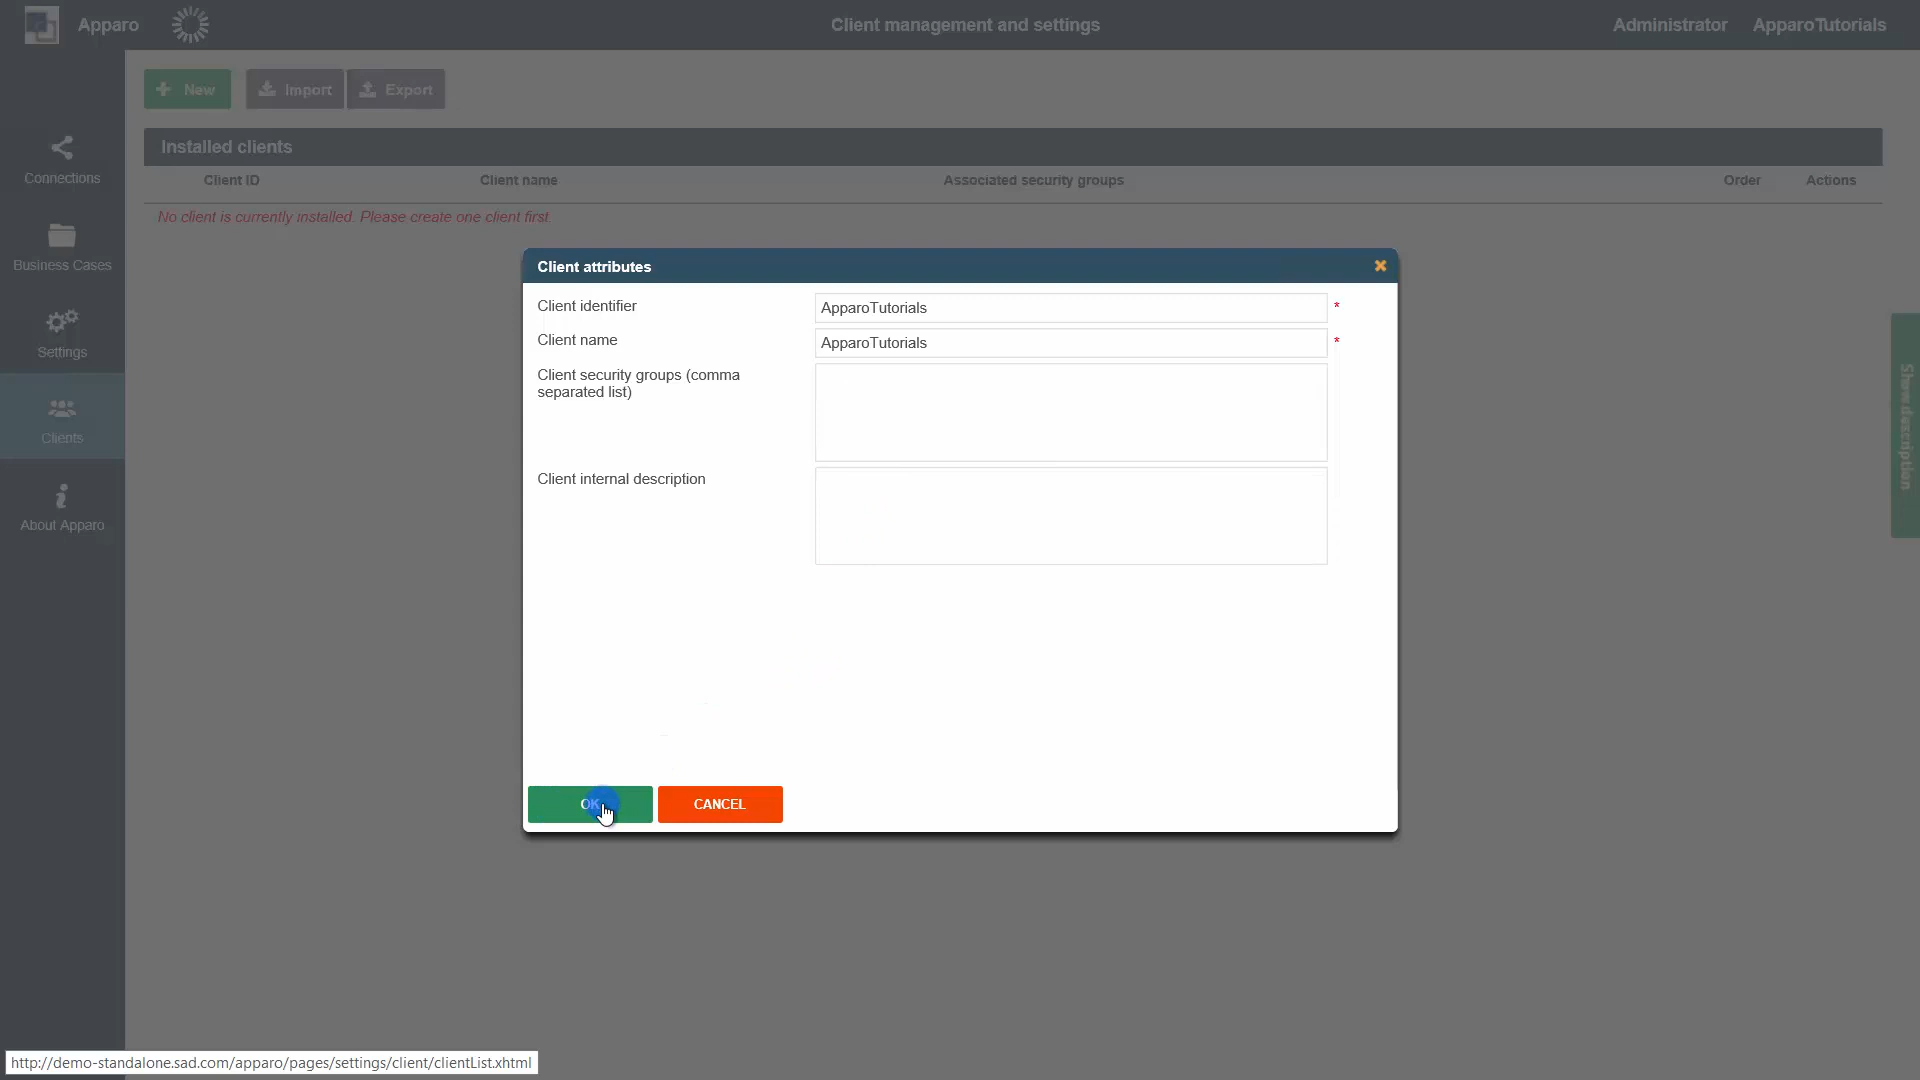 Apparo
Client management and settings
Administrator
ApparoTutorials
New
Import
Export
Installed clients
Client ID
Client name
Associated security groups
Order
Actions
No client is currently installed. Please create one client first.
Connections
Business Cases
Settings
Clients
About Apparo
Client attributes
Client identifier
ApparoTutorials
*
Client name
ApparoTutorials
*
Client security groups (comma
separated list)
Client internal description
OK
CANCEL
Show description
http://demo-standalone.sad.com/apparo/pages/settings/client/clientList.xhtml